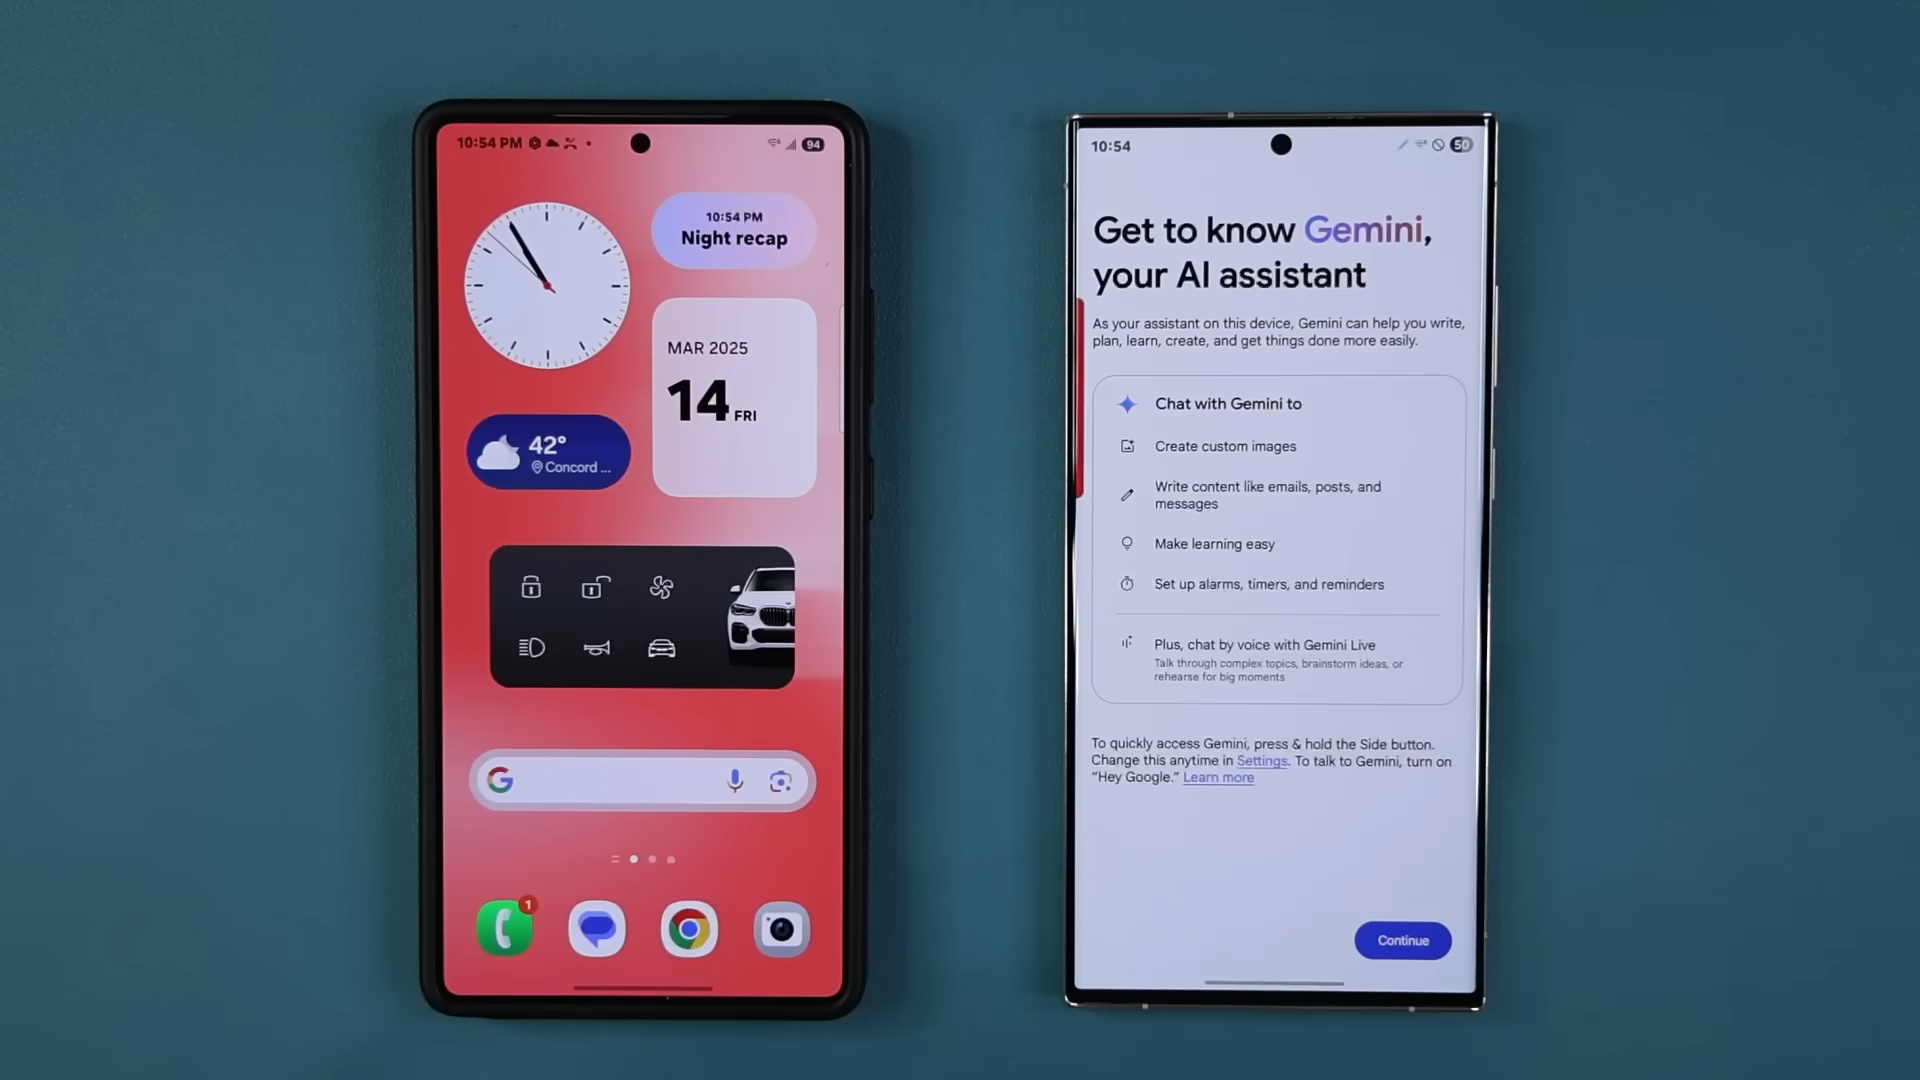 10:54 PM
94
10:54 PM
Night recap
MAR 2025
14 FRI
42°
Concord ...
1
10:54
50
Get to know Gemini,
your AI assistant
As your assistant on this device, Gemini can help you write,
plan, learn, create, and get things done more easily.
Chat with Gemini to
Create custom images
Write content like emails, posts, and
messages
Make learning easy
Set up alarms, timers, and reminders
Plus, chat by voice with Gemini Live
Talk through complex topics, brainstorm ideas, or
rehearse for big moments
To quickly access Gemini, press & hold the Side button.
Change this anytime in Settings. To talk to Gemini, turn on
“Hey Google.” Learn more
Continue